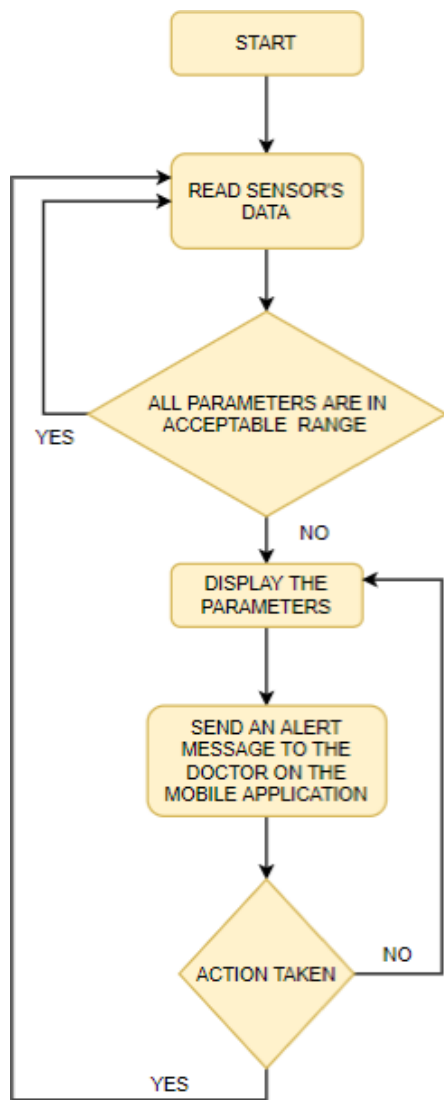 START
READ SENSOR'S
DATA
ALL PARAMETERS ARE IN
ACCEPTABLE RANGE
YES
NO
DISPLAY THE
PARAMETERS
SEND AN ALERT
MESSAGE TO THE
DOCTOR ON THE
MOBILE APPLICATION
ACTION TAKEN
NO
YES